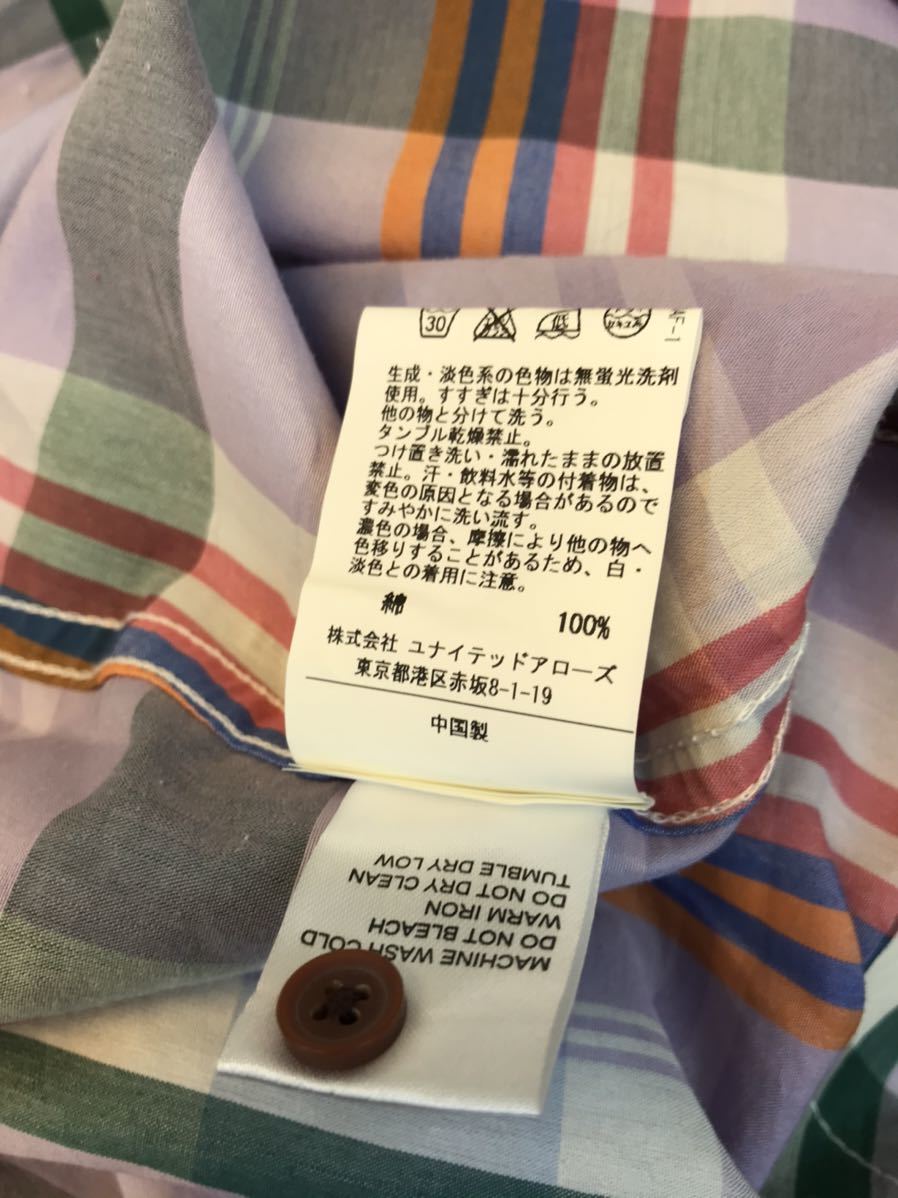 30
低
セキユ系
生成・淡色系の色物は無蛍光洗剤
使用。すすぎは十分行う。
他の物と分けて洗う。
タンブル乾燥禁止。
つけ置き洗い・濡れたままの放置
禁止。汗・飲料水等の付着物は、
変色の原因となる場合があるので
すみやかに洗い流す。
濃色の場合、摩擦により他の物へ
色移りすることがあるため、白・
淡色との着用に注意。
綿 100%
株式会社 ユナイテッドアローズ
東京都港区赤坂8-1-19
中国製
MACHINE WASH COLD
DO NOT BLEACH
WARM IRON
DO NOT DRY CLEAN
TUMBLE DRY LOW